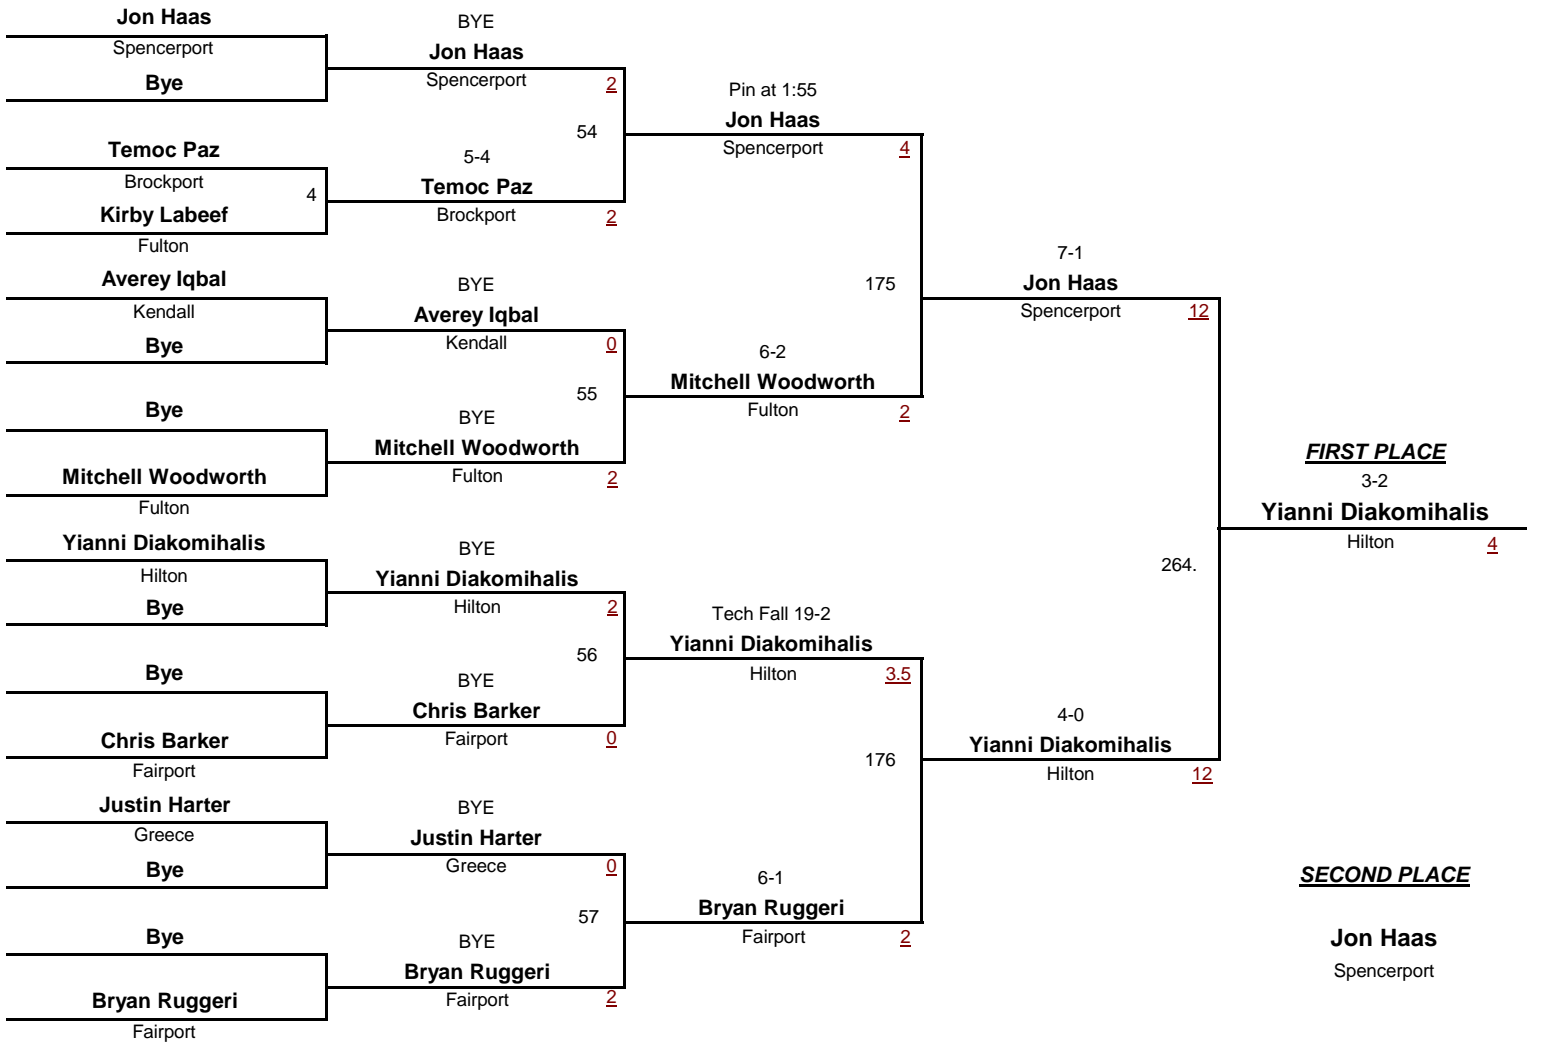 Jon Haas
Spencerport
Bye
Temoc Paz
Brockport
4
Kirby Labeef
Fulton
Averey Iqbal
Kendall
Bye
Bye
Mitchell Woodworth
Fulton
Yianni Diakomihalis
Hilton
Bye
Bye
Chris Barker
Fairport
Justin Harter
Greece
Bye
Bye
Bryan Ruggeri
Fairport
BYE
Jon Haas
Spencerport
2
54
5-4
Temoc Paz
Brockport
2
BYE
Averey Iqbal
Kendall
0
55
BYE
Mitchell Woodworth
Fulton
2
BYE
Yianni Diakomihalis
Hilton
2
56
BYE
Chris Barker
Fairport
0
BYE
Justin Harter
Greece
0
57
BYE
Bryan Ruggeri
Fairport
2
Pin at 1:55
Jon Haas
Spencerport
4
175
6-2
Mitchell Woodworth
Fulton
2
Tech Fall 19-2
Yianni Diakomihalis
Hilton
3.5
176
6-1
Bryan Ruggeri
Fairport
2
7-1
Jon Haas
Spencerport
12
264.
4-0
Yianni Diakomihalis
Hilton
12
FIRST PLACE
3-2
Yianni Diakomihalis
Hilton
4
SECOND PLACE
Jon Haas
Spencerport